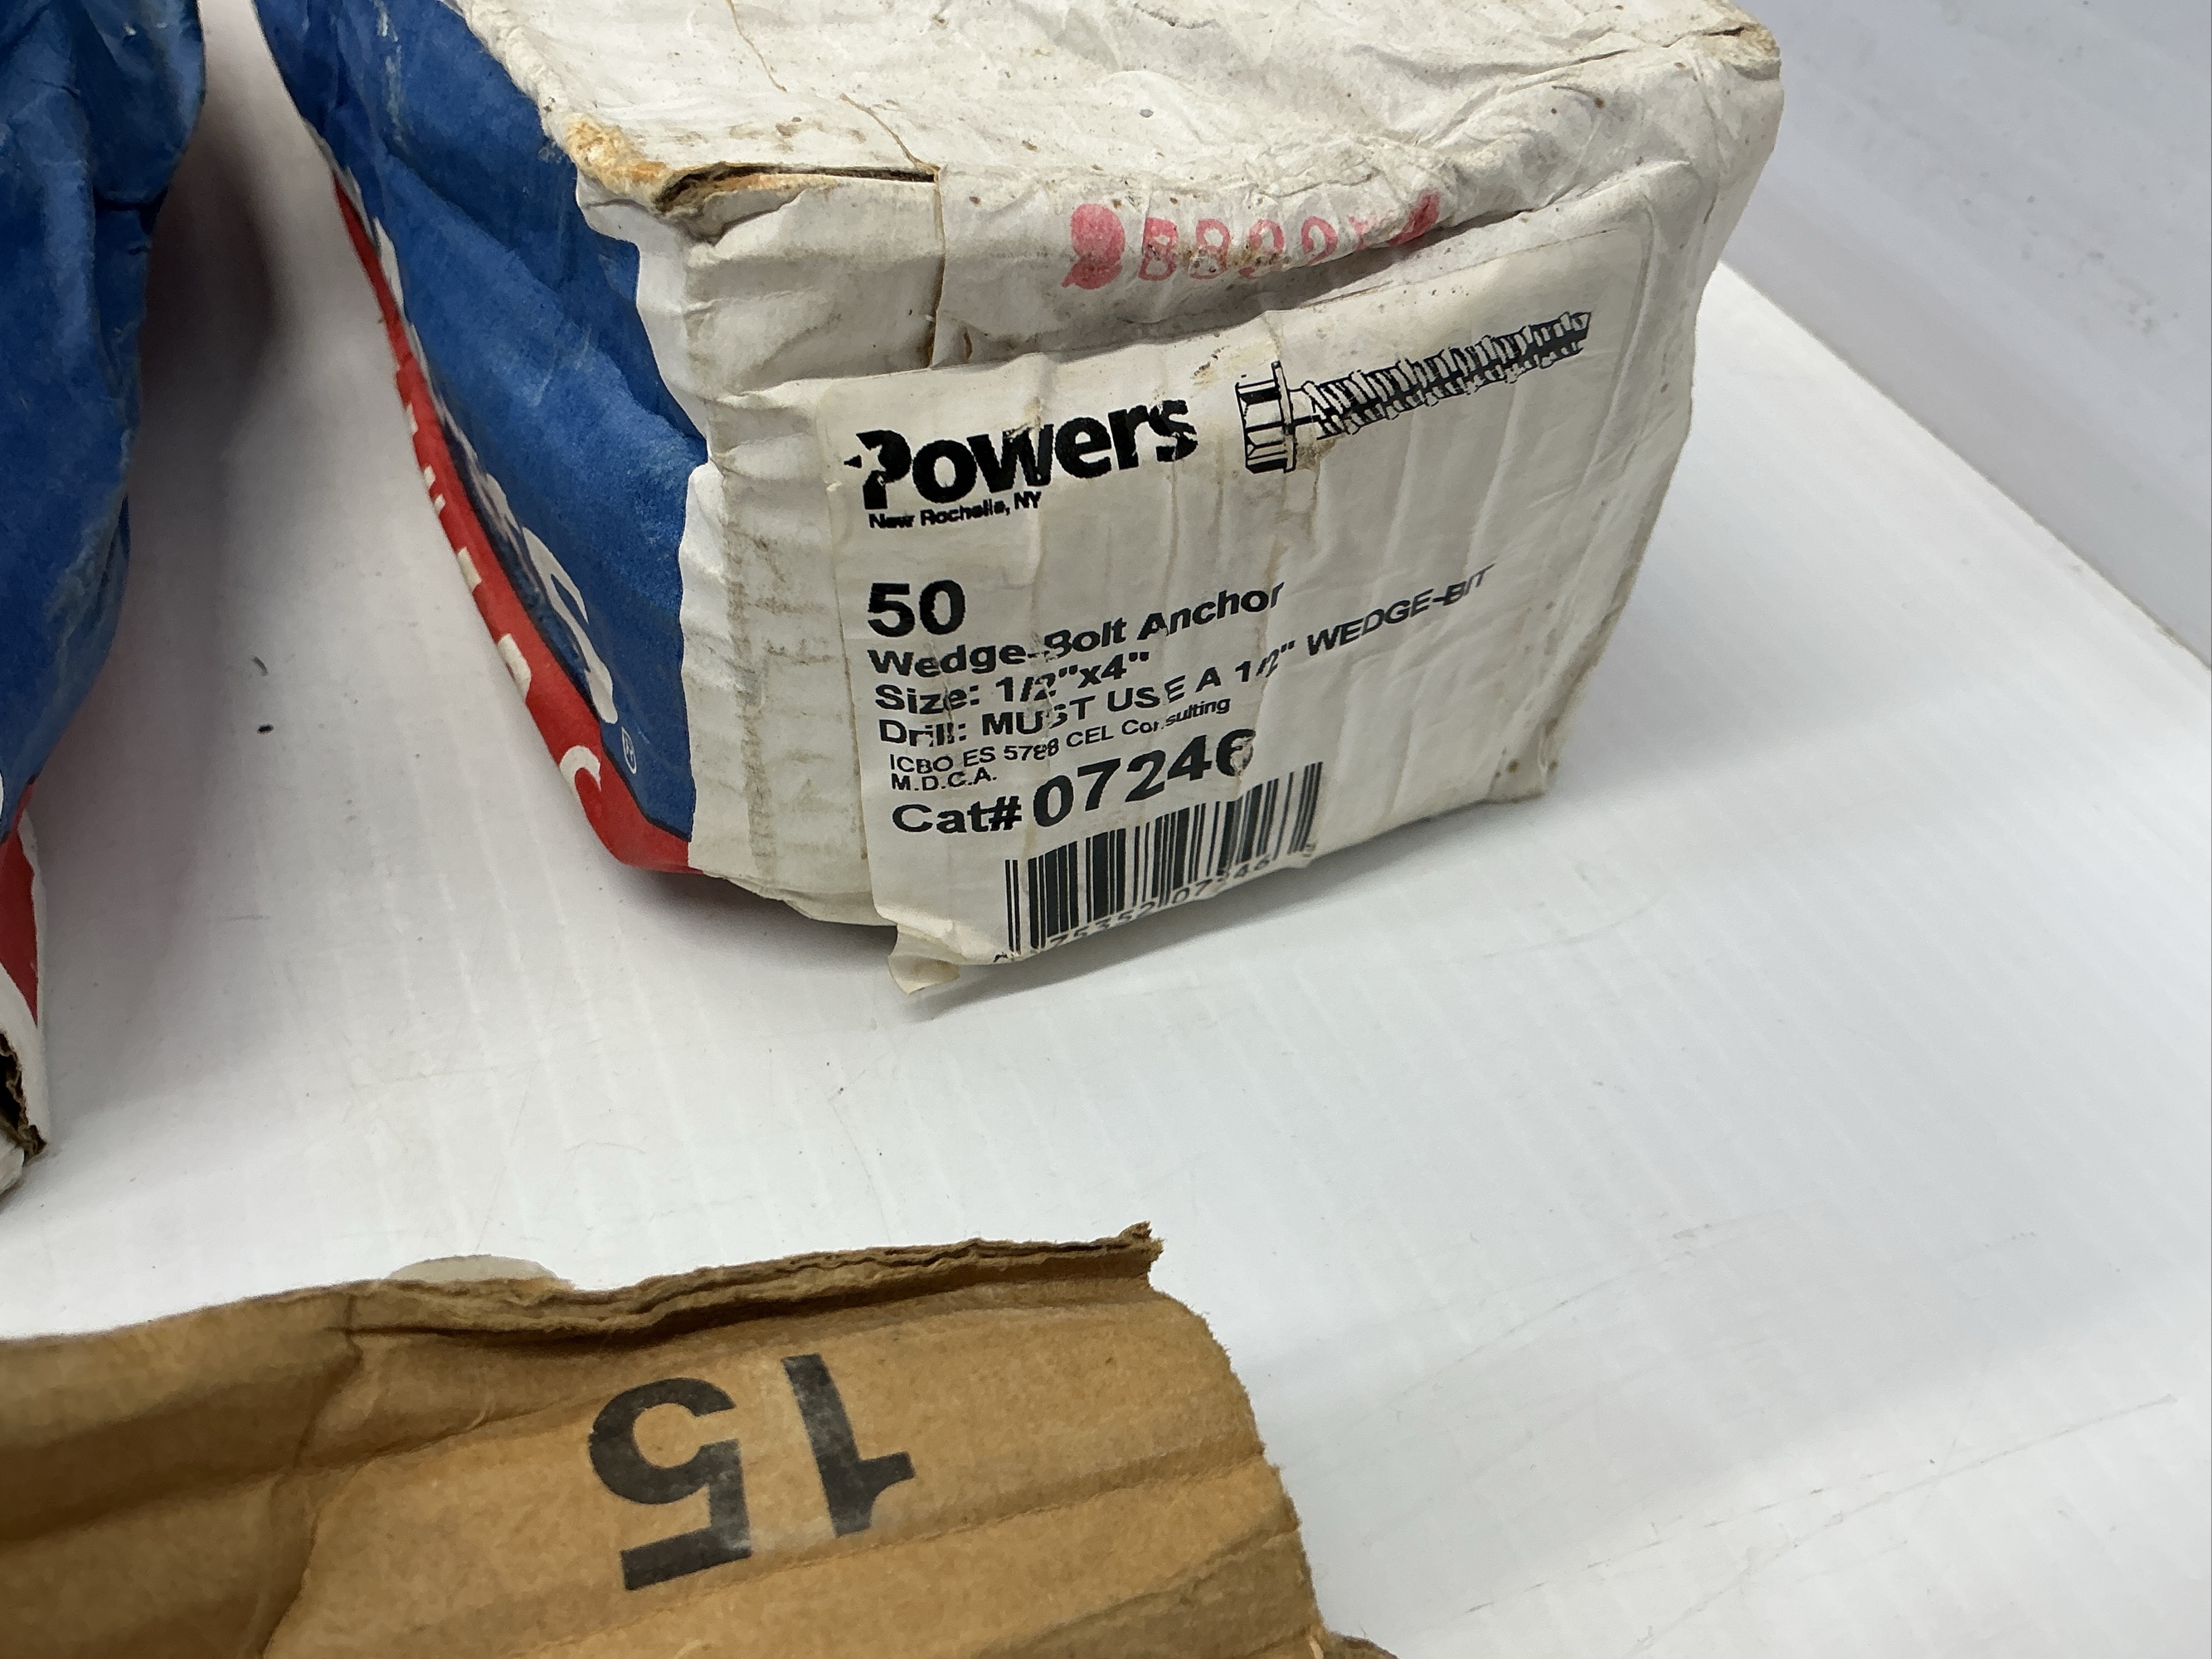 Powers
New Rochelle, NY
50
Wedge-Bolt Anchor
Size: 1/2"x4"
Drill: MUST USE A 1/2" WEDGE-BIT
ICBO ES 5788 CEL Consulting
M.D.C.A.
Cat# 07246
15